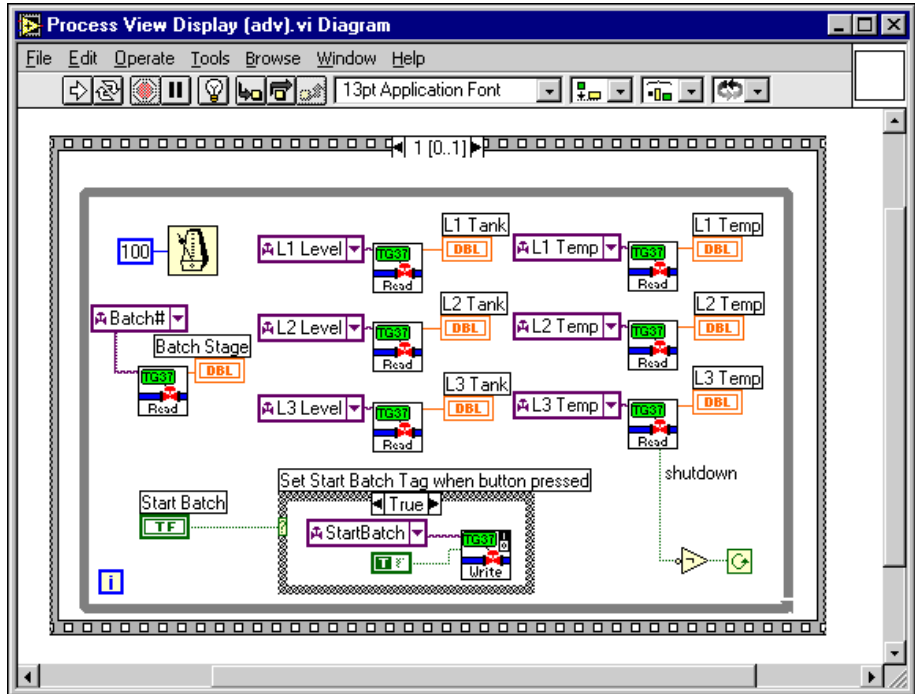 Process View Display (adv).vi Diagram
File Edit Operate Tools Browse Window Help
13pt Application Font
1 [0..1]
100
L1 Level
TG37
Read
L1 Tank
DBL
L1 Temp
TG37
Read
L1 Temp
DBL
Batch#
Batch Stage
DBL
TG37
Read
L2 Level
TG37
Read
L2 Tank
DBL
L2 Temp
TG37
Read
L2 Temp
DBL
L3 Level
TG37
Read
L3 Tank
DBL
L3 Temp
TG37
Read
L3 Temp
DBL
shutdown
Set Start Batch Tag when button pressed
True
Start Batch
TF
?
StartBatch
TG37
Write
T F
i